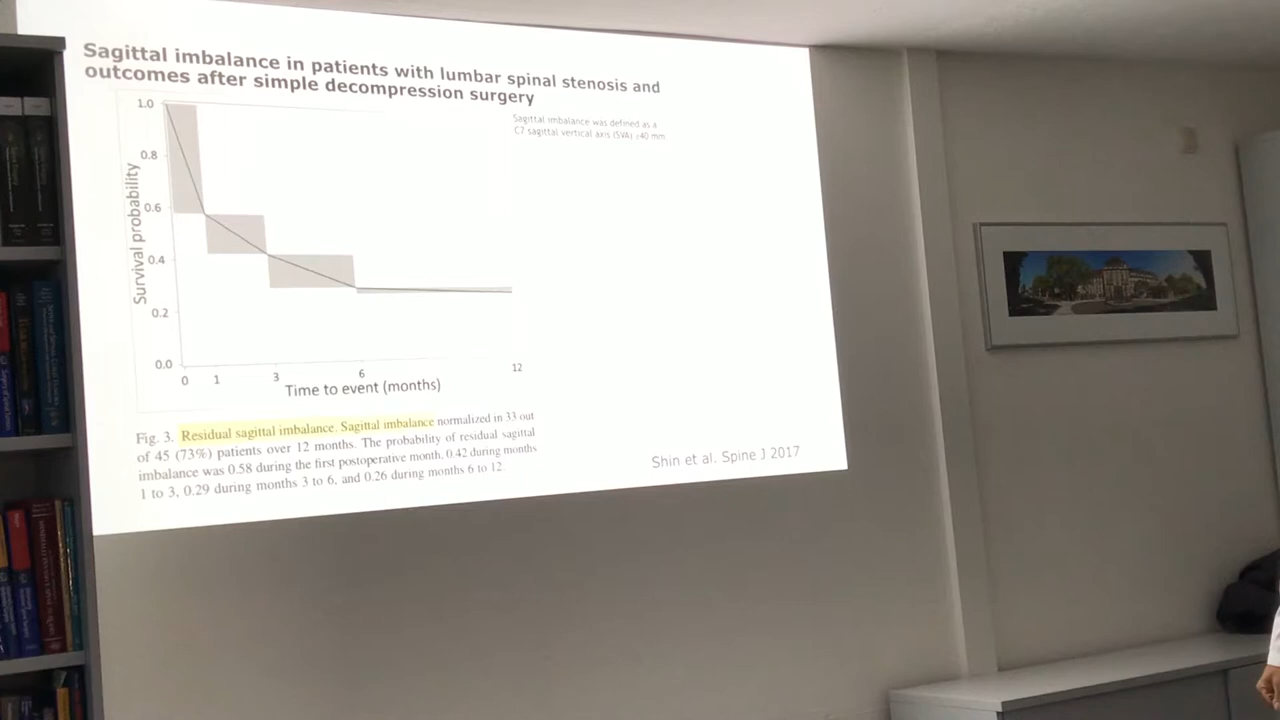 Sagittal imbalance in patients with lumbar spinal stenosis and
outcomes after simple decompression surgery
Sagittal imbalance was defined as a
C7 sagittal vertical axis (SVA) ≥40 mm
Survival probability
1.0
0.8
0.6
0.4
0.2
0.0
0 1 3 6 12
Time to event (months)
Fig. 3. Residual sagittal imbalance. Sagittal imbalance normalized in 33 out
of 45 (73%) patients over 12 months. The probability of residual sagittal
imbalance was 0.58 during the first postoperative month, 0.42 during months
1 to 3, 0.29 during months 3 to 6, and 0.26 during months 6 to 12.
Shin et al. Spine J 2017